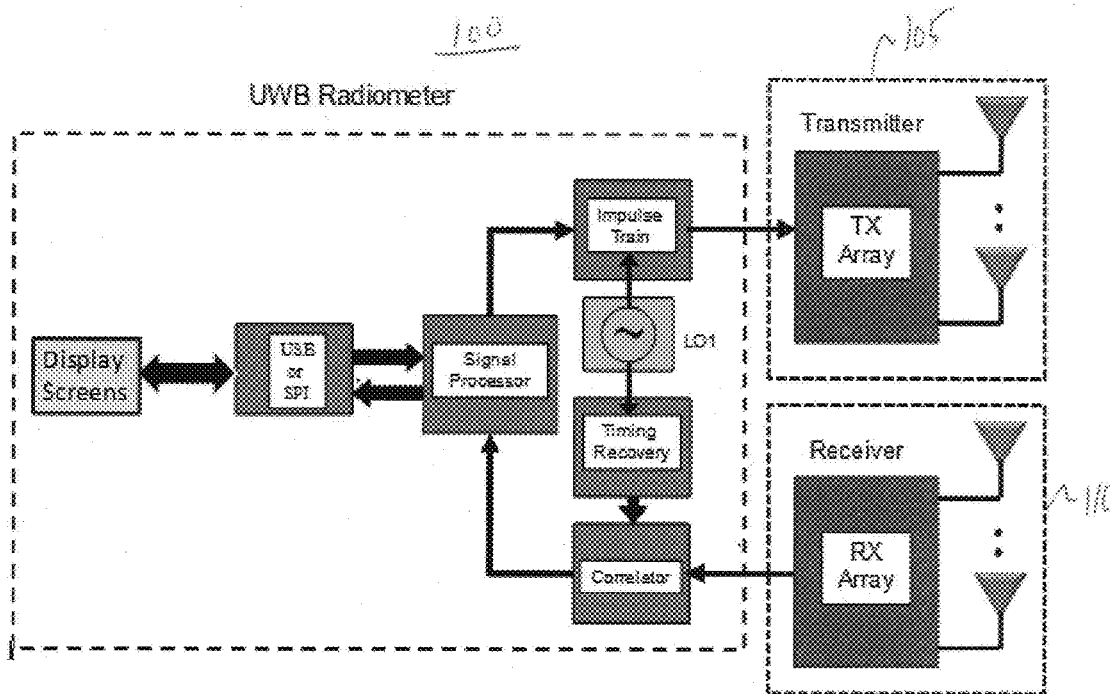 100
~105
UWB Radiometer
Transmitter
Impulse
Train
TX
Array
LO1
Display
Screens
USB
or
SPI
Signal
Processor
Timing
Recovery
Receiver
~110
Correlator
RX
Array